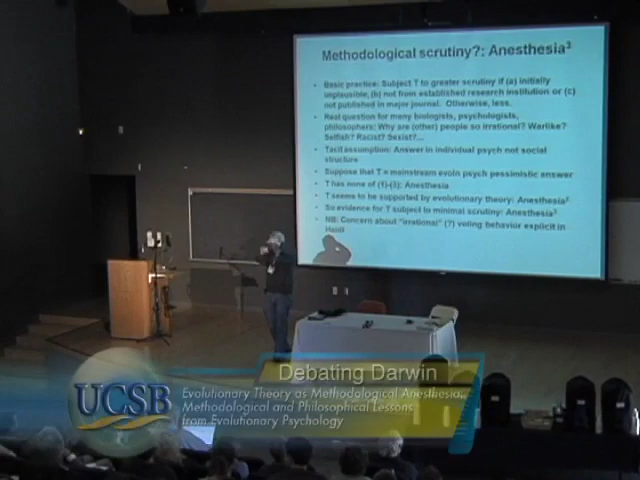 Methodological scrutiny?: Anesthesia³
• Basic practice: Subject T to greater scrutiny if (a) initially
implausible, (b) not from established research institution or (c)
not published in major journal. Otherwise, less.
• Real question for many biologists, psychologists,
philosophers: Why are (other) people so irrational? Warlike?
Selfish? Racist? Sexist?...
• Tacit assumption: Answer in individual psych not social
structure
• Suppose that T = mainstream evoln psych pessimistic answer
• T has none of (1)-(3): Anesthesia
• T seems to be supported by evolutionary theory: Anesthesia²
• So evidence for T subject to minimal scrutiny: Anesthesia³
• NB: Concern about "irrational" (?) voting behavior explicit in
Haidt
Debating Darwin
UCSB
Evolutionary Theory as Methodological Anesthesia:
Methodological and Philosophical Lessons
from Evolutionary Psychology